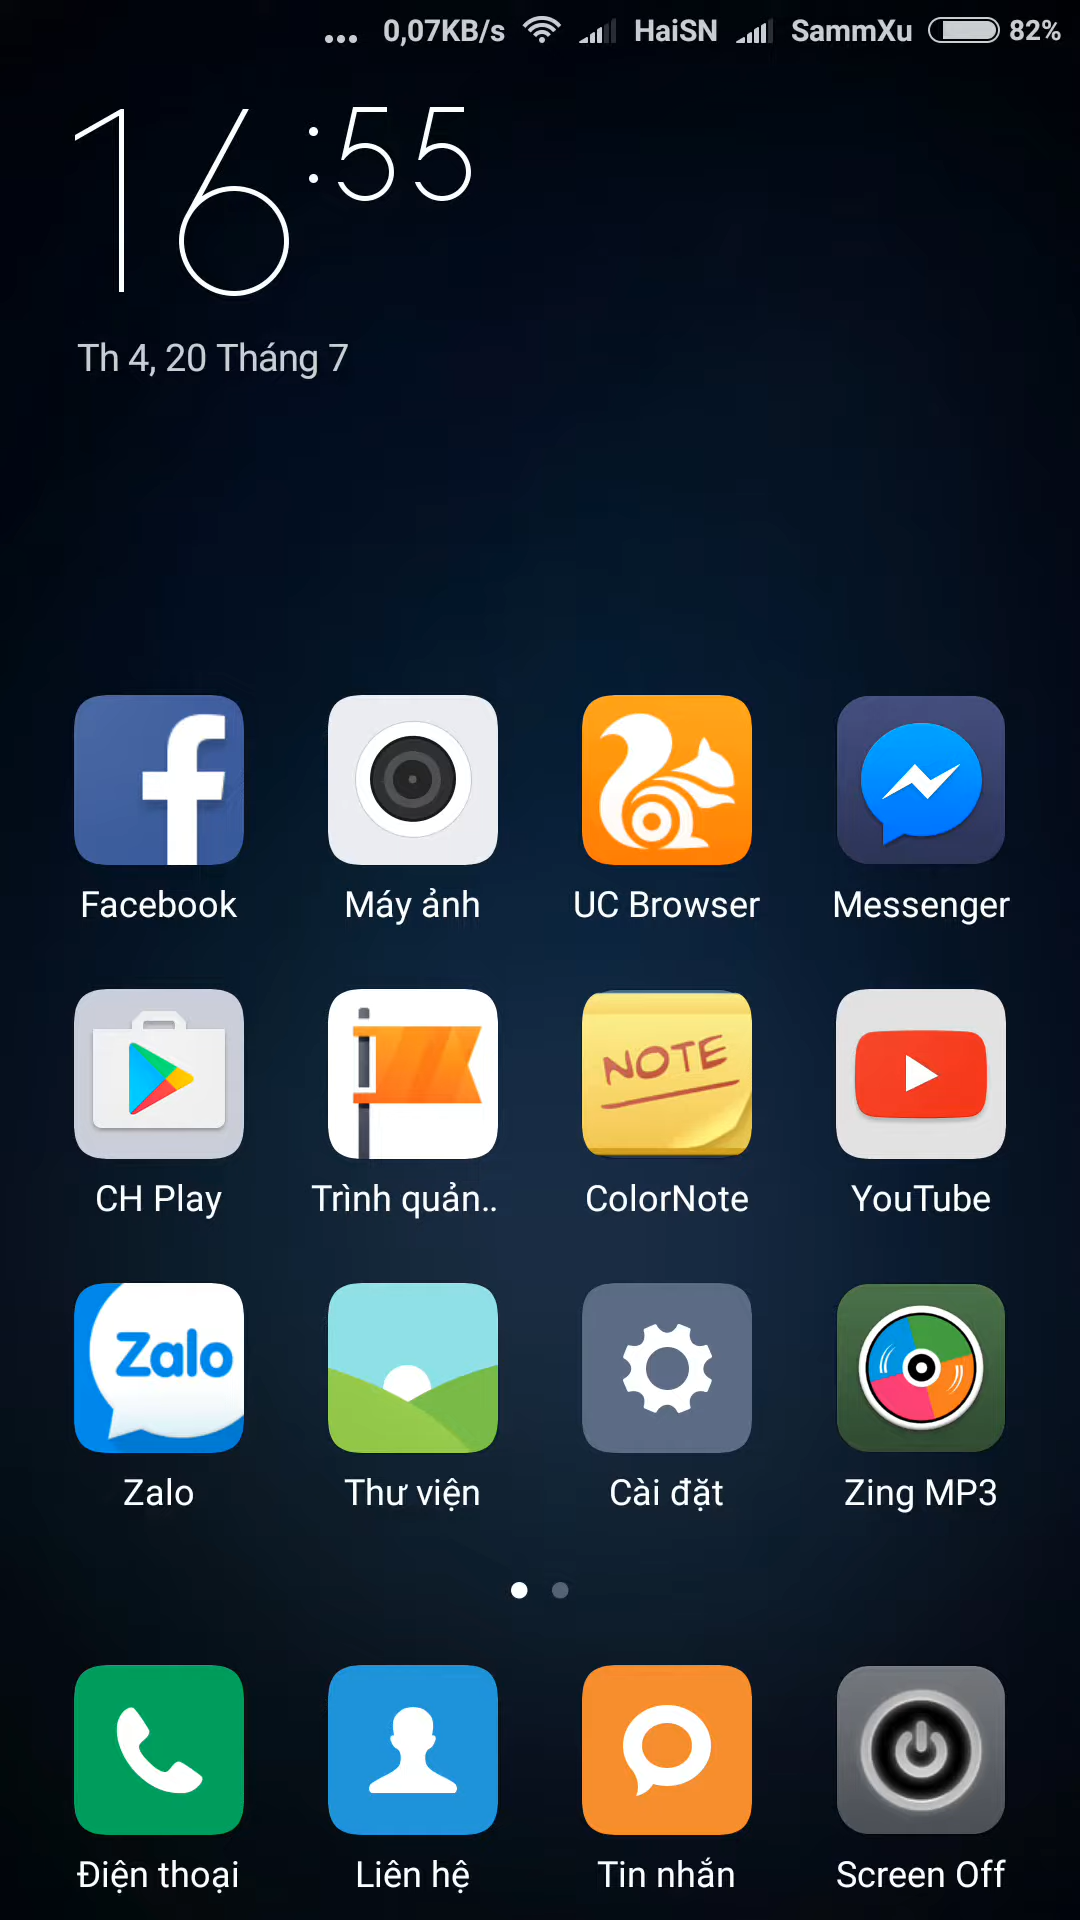 ... 0,07KB/s HaiSN SammXu 82%
16:55
Th 4, 20 Tháng 7
Facebook Máy ảnh UC Browser Messenger
NOTE
CH Play Trình quản.. ColorNote YouTube
Zalo
Zalo Thư viện Cài đặt Zing MP3
Điện thoại Liên hệ Tin nhắn Screen Off